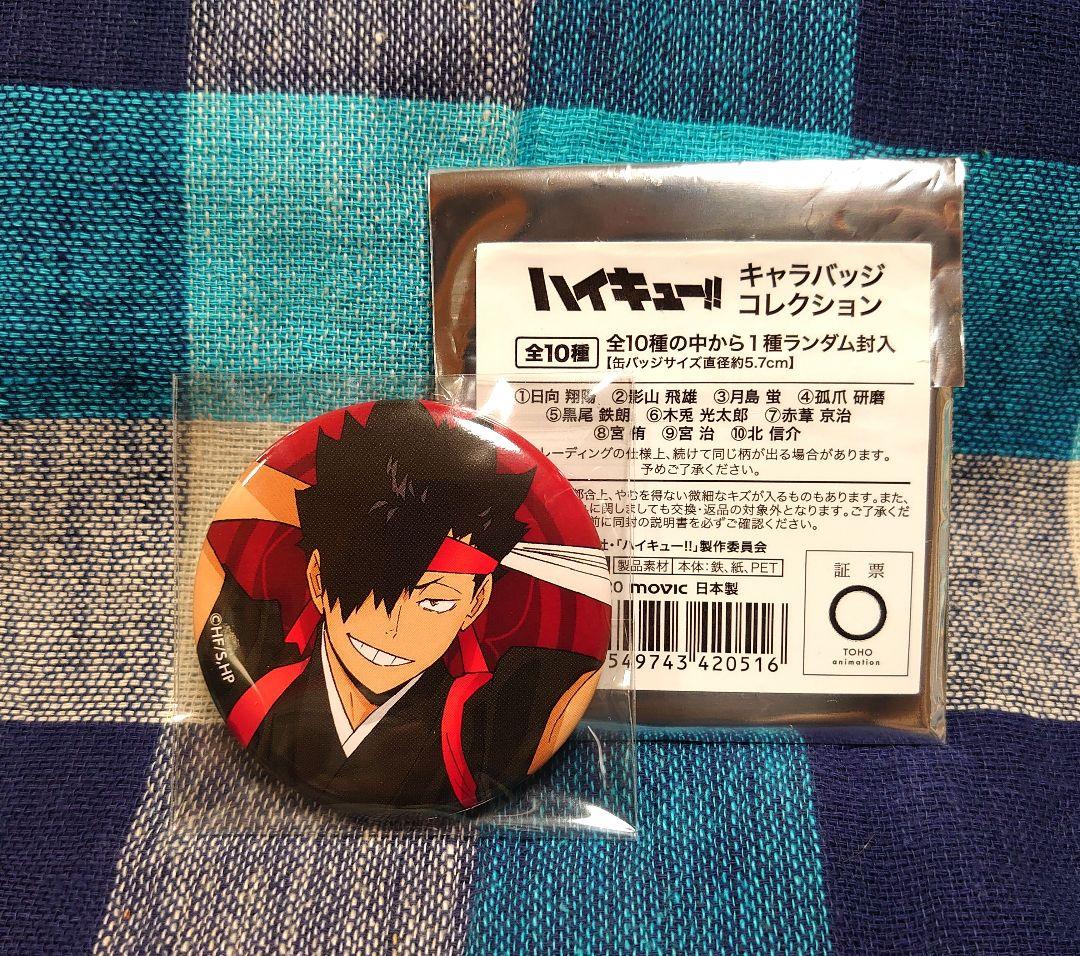 ハイキュー!! キャラバッジ
コレクション
全10種 全10種の中から1種ランダム封入
【缶バッジサイズ直径約5.7cm】
①日向 翔陽 ②影山 飛雄 ③月島 蛍 ④孤爪 研磨
⑤黒尾 鉄朗 ⑥木兎 光太郎 ⑦赤葦 京治
⑧宮 侑 ⑨宮 治 ⑩北 信介
レーディングの仕様上、続けて同じ柄が出る場合があります。
予めご了承ください。
都合上、やむを得ない微細なキズが入るものもあります。また、
に関しましても交換・返品の対象外となります。ご了承くだ
前に同封の説明書を必ずご確認ください。
社・「ハイキュー!!」製作委員会
製品素材 本体:鉄、紙、PET
movic 日本製
549743 420516
証 票
TOHO
animation
©HF/S,HP